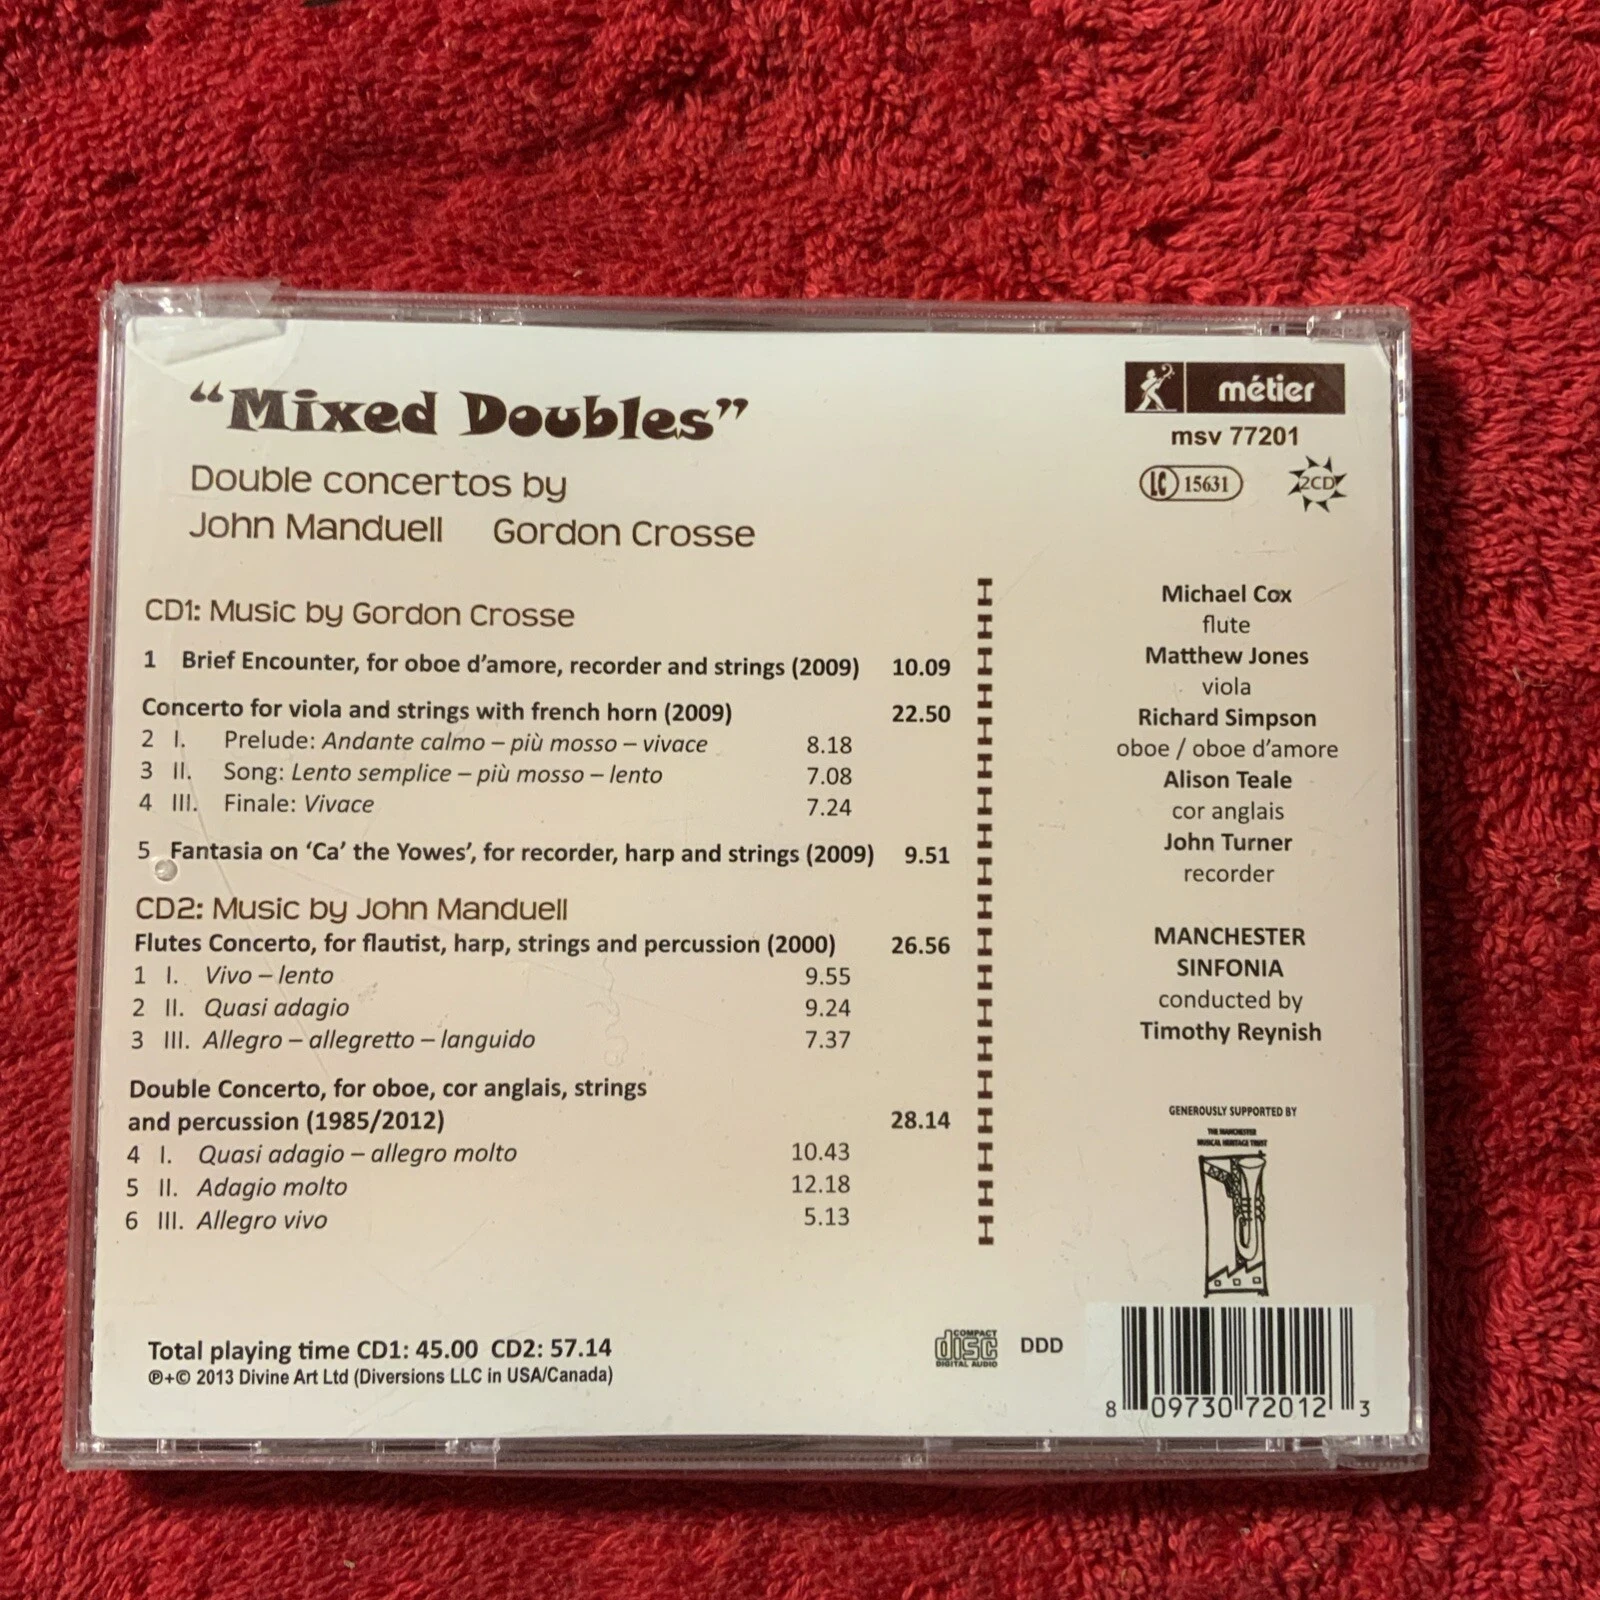 “Mixed Doubles”
Double concertos by
John Manduell Gordon Crosse
CD1: Music by Gordon Crosse
1 Brief Encounter, for oboe d’amore, recorder and strings (2009) 10.09
Concerto for viola and strings with french horn (2009) 22.50
2 I. Prelude: Andante calmo – più mosso – vivace 8.18
3 II. Song: Lento semplice – più mosso – lento 7.08
4 III. Finale: Vivace 7.24
5 Fantasia on ‘Ca’ the Yowes’, for recorder, harp and strings (2009) 9.51
CD2: Music by John Manduell
Flutes Concerto, for flautist, harp, strings and percussion (2000) 26.56
1 I. Vivo – lento 9.55
2 II. Quasi adagio 9.24
3 III. Allegro – allegretto – languido 7.37
Double Concerto, for oboe, cor anglais, strings
and percussion (1985/2012) 28.14
4 I. Quasi adagio – allegro molto 10.43
5 II. Adagio molto 12.18
6 III. Allegro vivo 5.13
Total playing time CD1: 45.00 CD2: 57.14
℗+© 2013 Divine Art Ltd (Diversions LLC in USA/Canada)
métier
msv 77201
LC 15631
2CD
Michael Cox
flute
Matthew Jones
viola
Richard Simpson
oboe / oboe d’amore
Alison Teale
cor anglais
John Turner
recorder
MANCHESTER
SINFONIA
conducted by
Timothy Reynish
GENEROUSLY SUPPORTED BY
THE MANCHESTER
MUSICAL HERITAGE TRUST
COMPACT
disc
DIGITAL AUDIO
DDD
8 09730 72012 3